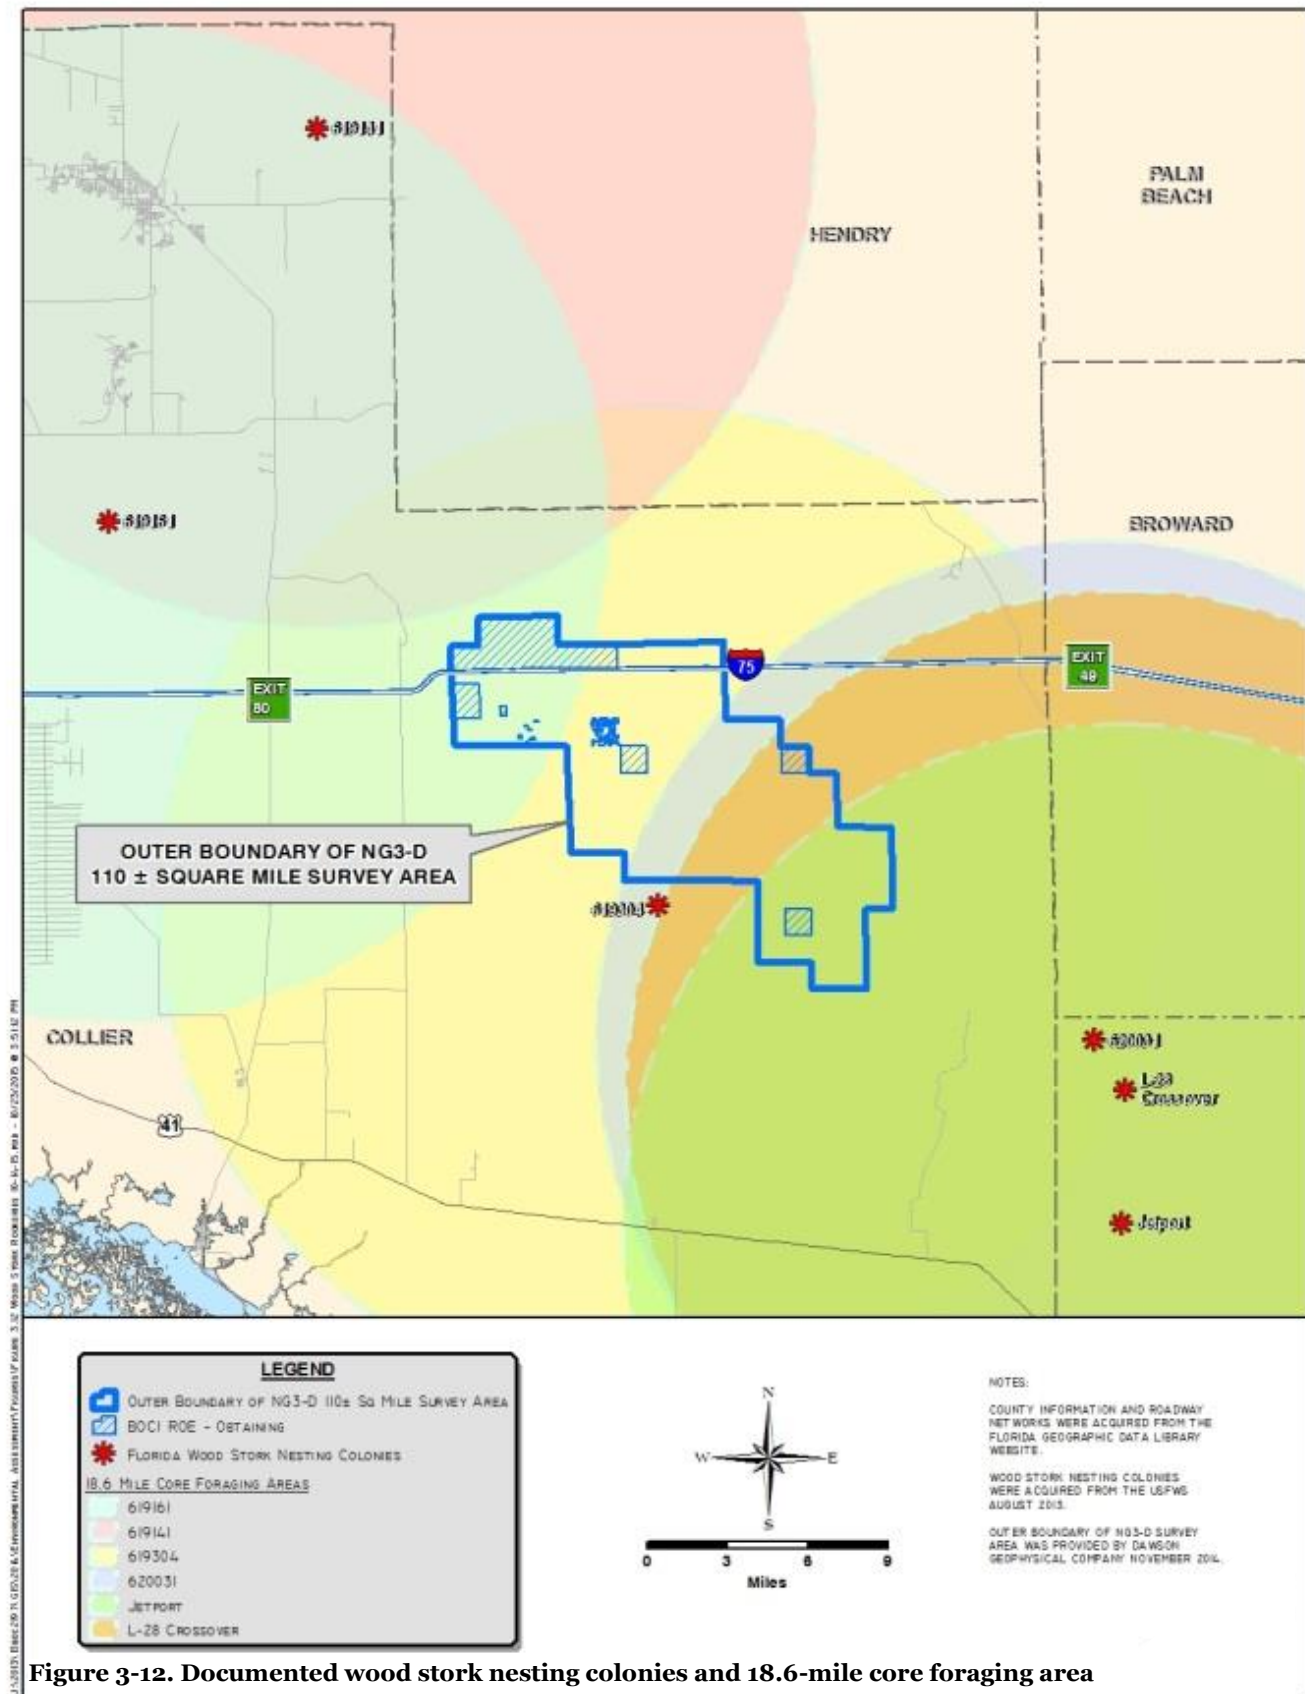 PALM
BEACH
HENDRY
BROWARD
EXIT
49
75
EXIT
80
OUTER BOUNDARY OF NG3-D
110 ± SQUARE MILE SURVEY AREA
COLLIER
L-28
Crossover
41
Jetport
LEGEND
OUTER BOUNDARY OF NG3-D 110± SQ MILE SURVEY AREA
BOCI ROE - OBTAINING
FLORIDA WOOD STORK NESTING COLONIES
18.6 MILE CORE FORAGING AREAS
619161
619141
619304
620031
JETPORT
L-28 CROSSOVER
N
W
E
S
0 3 6 9
Miles
NOTES:
COUNTY INFORMATION AND ROADWAY
NETWORKS WERE ACQUIRED FROM THE
FLORIDA GEOGRAPHIC DATA LIBRARY
WEBSITE.
WOOD STORK NESTING COLONIES
WERE ACQUIRED FROM THE USFWS
AUGUST 2013.
OUTER BOUNDARY OF NG3-D SURVEY
AREA WAS PROVIDED BY DAWSON
GEOPHYSICAL COMPANY NOVEMBER 2014.
Figure 3-12. Documented wood stork nesting colonies and 18.6-mile core foraging area